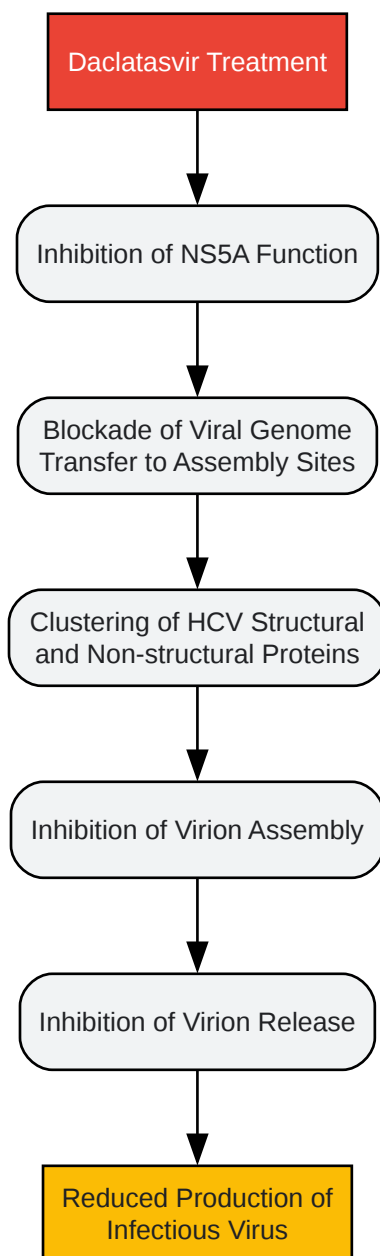 Daclatasvir Treatment
Inhibition of NS5A Function
Blockade of Viral Genome
Transfer to Assembly Sites
Clustering of HCV Structural
and Non-structural Proteins
Inhibition of Virion Assembly
Inhibition of Virion Release
Reduced Production of
Infectious Virus